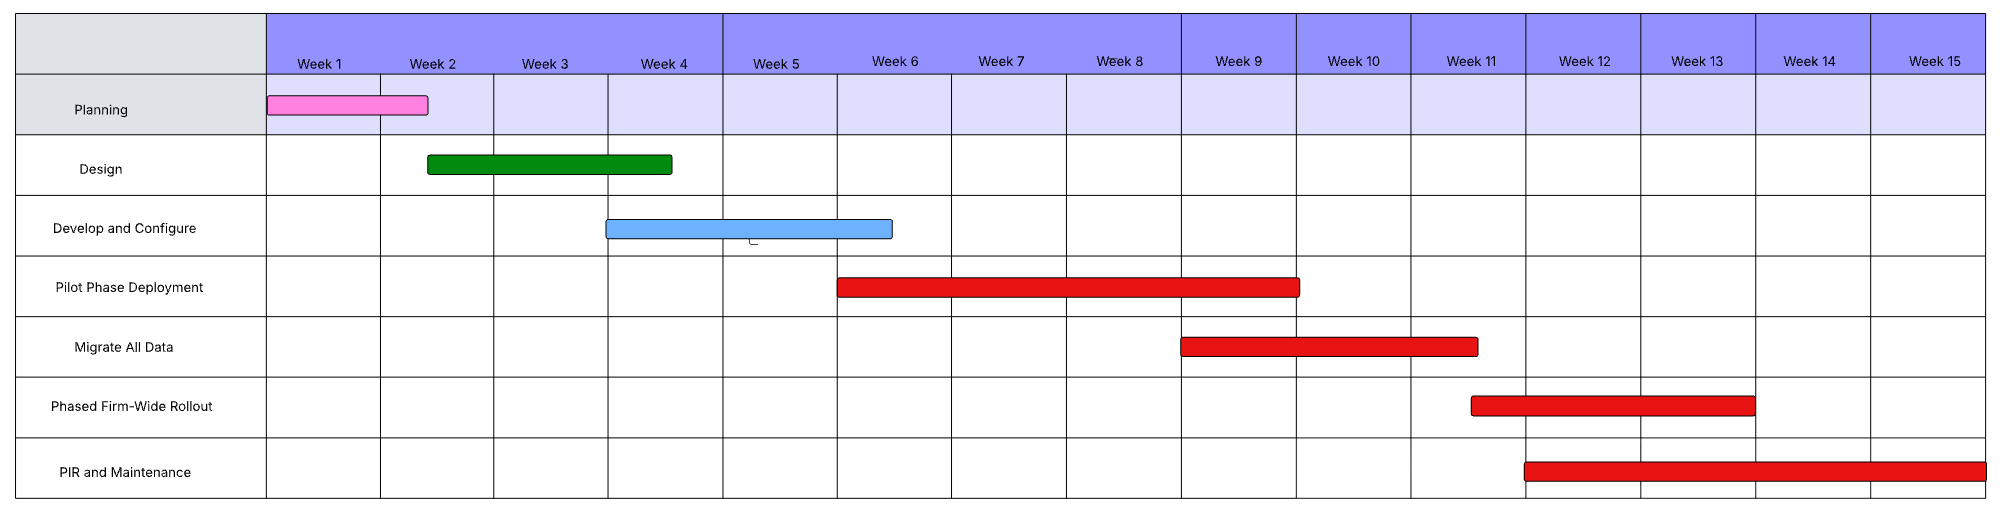 Week 1 Week 2 Week 3 Week 4 Week 5 Week 6 Week 7 Week 8 Week 9 Week 10 Week 11 Week 12 Week 13 Week 14 Week 15
Planning
Design
Develop and Configure
Pilot Phase Deployment
Migrate All Data
Phased Firm-Wide Rollout
PIR and Maintenance